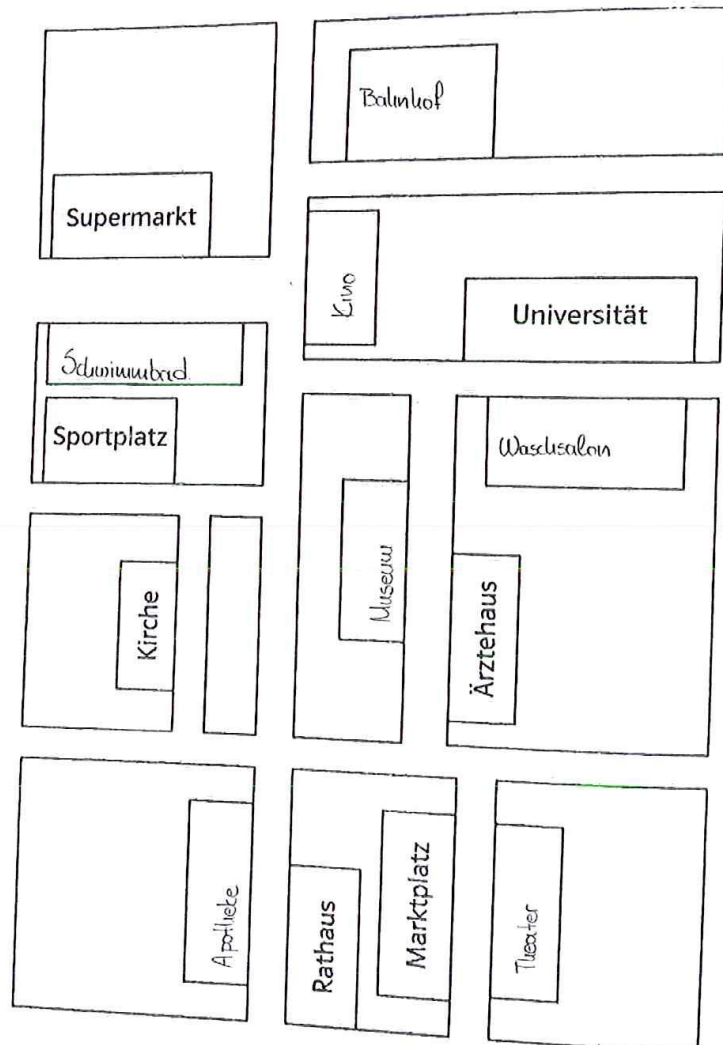 Bahnhof
Supermarkt
Kino
Universität
Schwimmbad
Sportplatz
Waschsalon
Museum
Kirche
Ärztehaus
Apotheke
Rathaus
Marktplatz
Theater